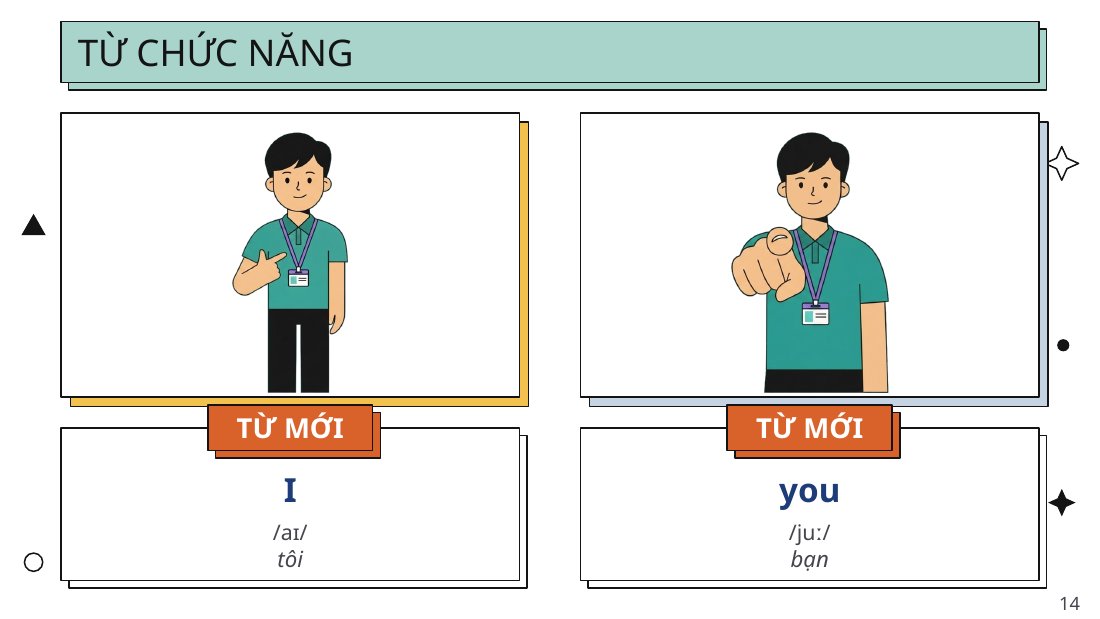 TỪ CHỨC NĂNG
TỪ MỚI
I
/aɪ/
tôi
TỪ MỚI
you
/juː/
bạn
14